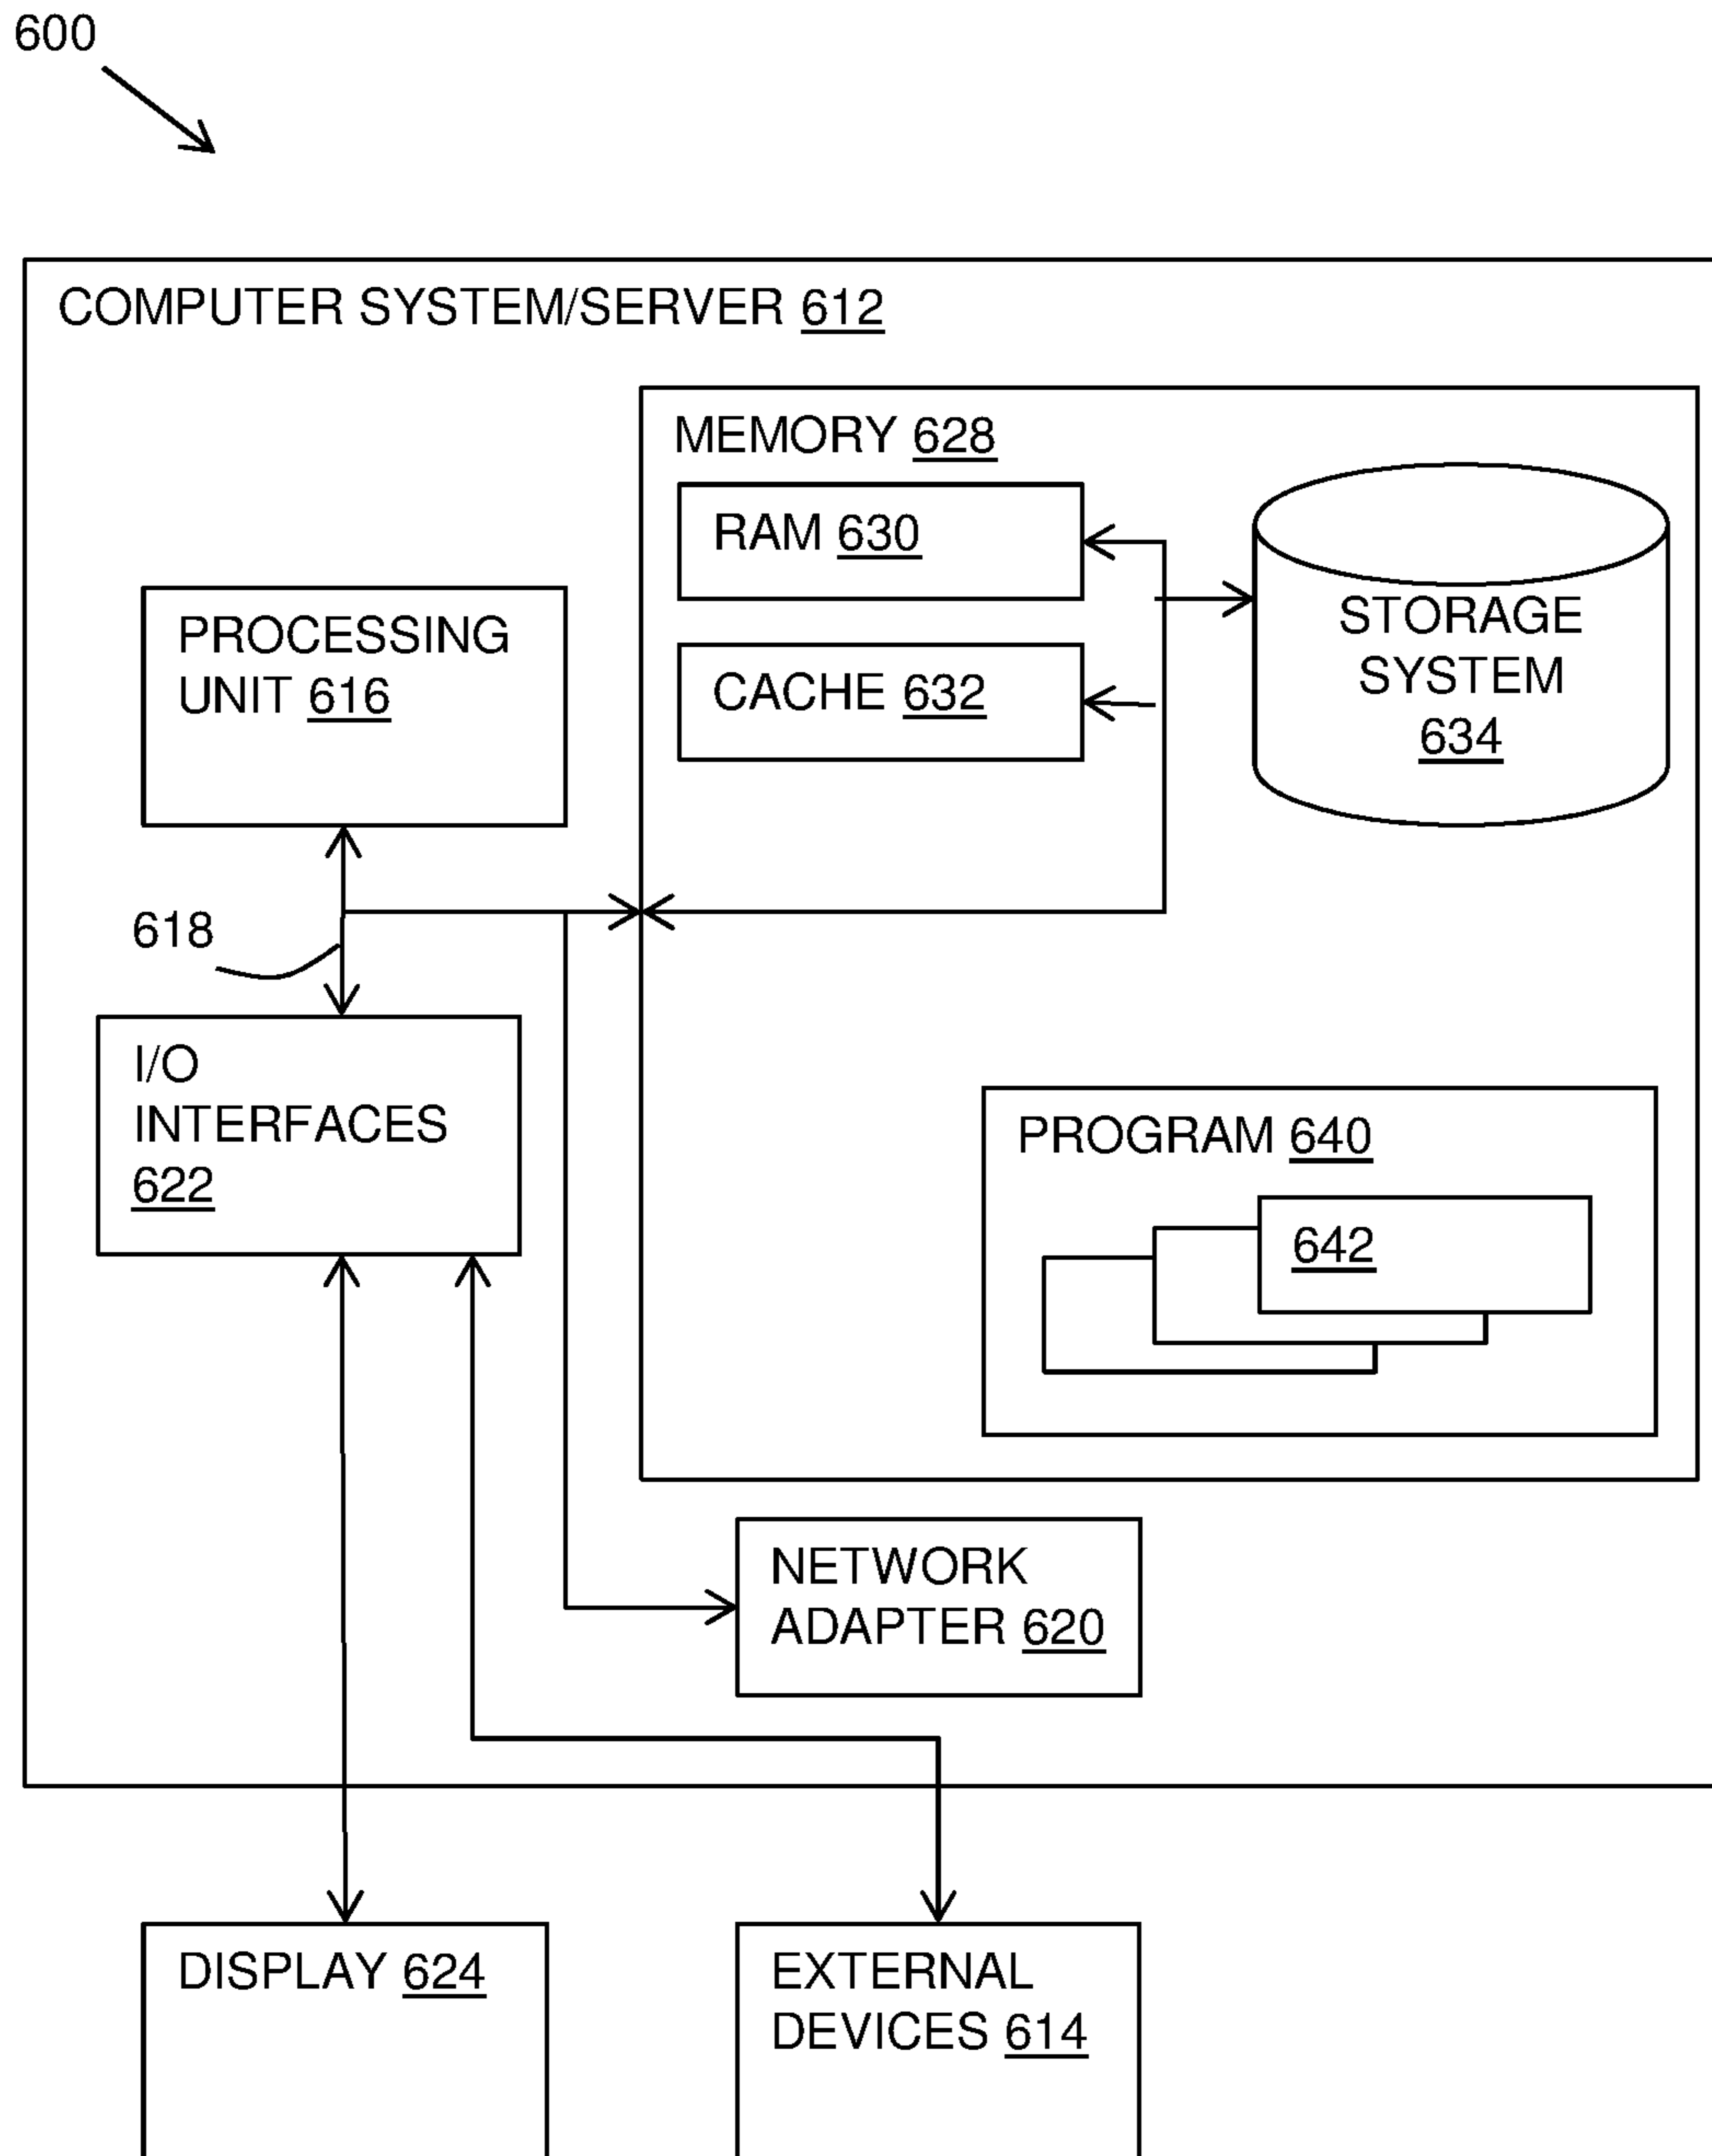 600
COMPUTER SYSTEM/SERVER 612
MEMORY 628
RAM 630
CACHE 632
STORAGE
SYSTEM
634
PROCESSING
UNIT 616
618
I/O
INTERFACES
622
PROGRAM 640
642
NETWORK
ADAPTER 620
DISPLAY 624
EXTERNAL
DEVICES 614